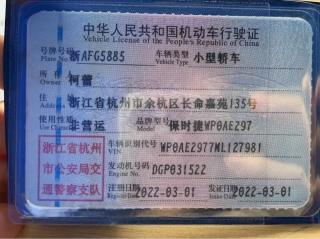 中华人民共和国机动车行驶证
Vehicle License of the People's Republic of China
号牌号码 浙AFG5885 车辆类型 小型轿车
Plate No. Vehicle Type
所有人 柯蕾
Owner
住址 浙江省杭州市余杭区长命嘉苑135号
Address
使用性质 非营运 品牌型号 保时捷WP0AE297
Use Character Model
浙江省杭州 车辆识别代号 WP0AE2977ML127981
VIN
市公安局交 发动机号码 DGP031522
Engine No.
通警察支队 注册日期 2022-03-01 发证日期 2022-03-01
Register Date Issue Date